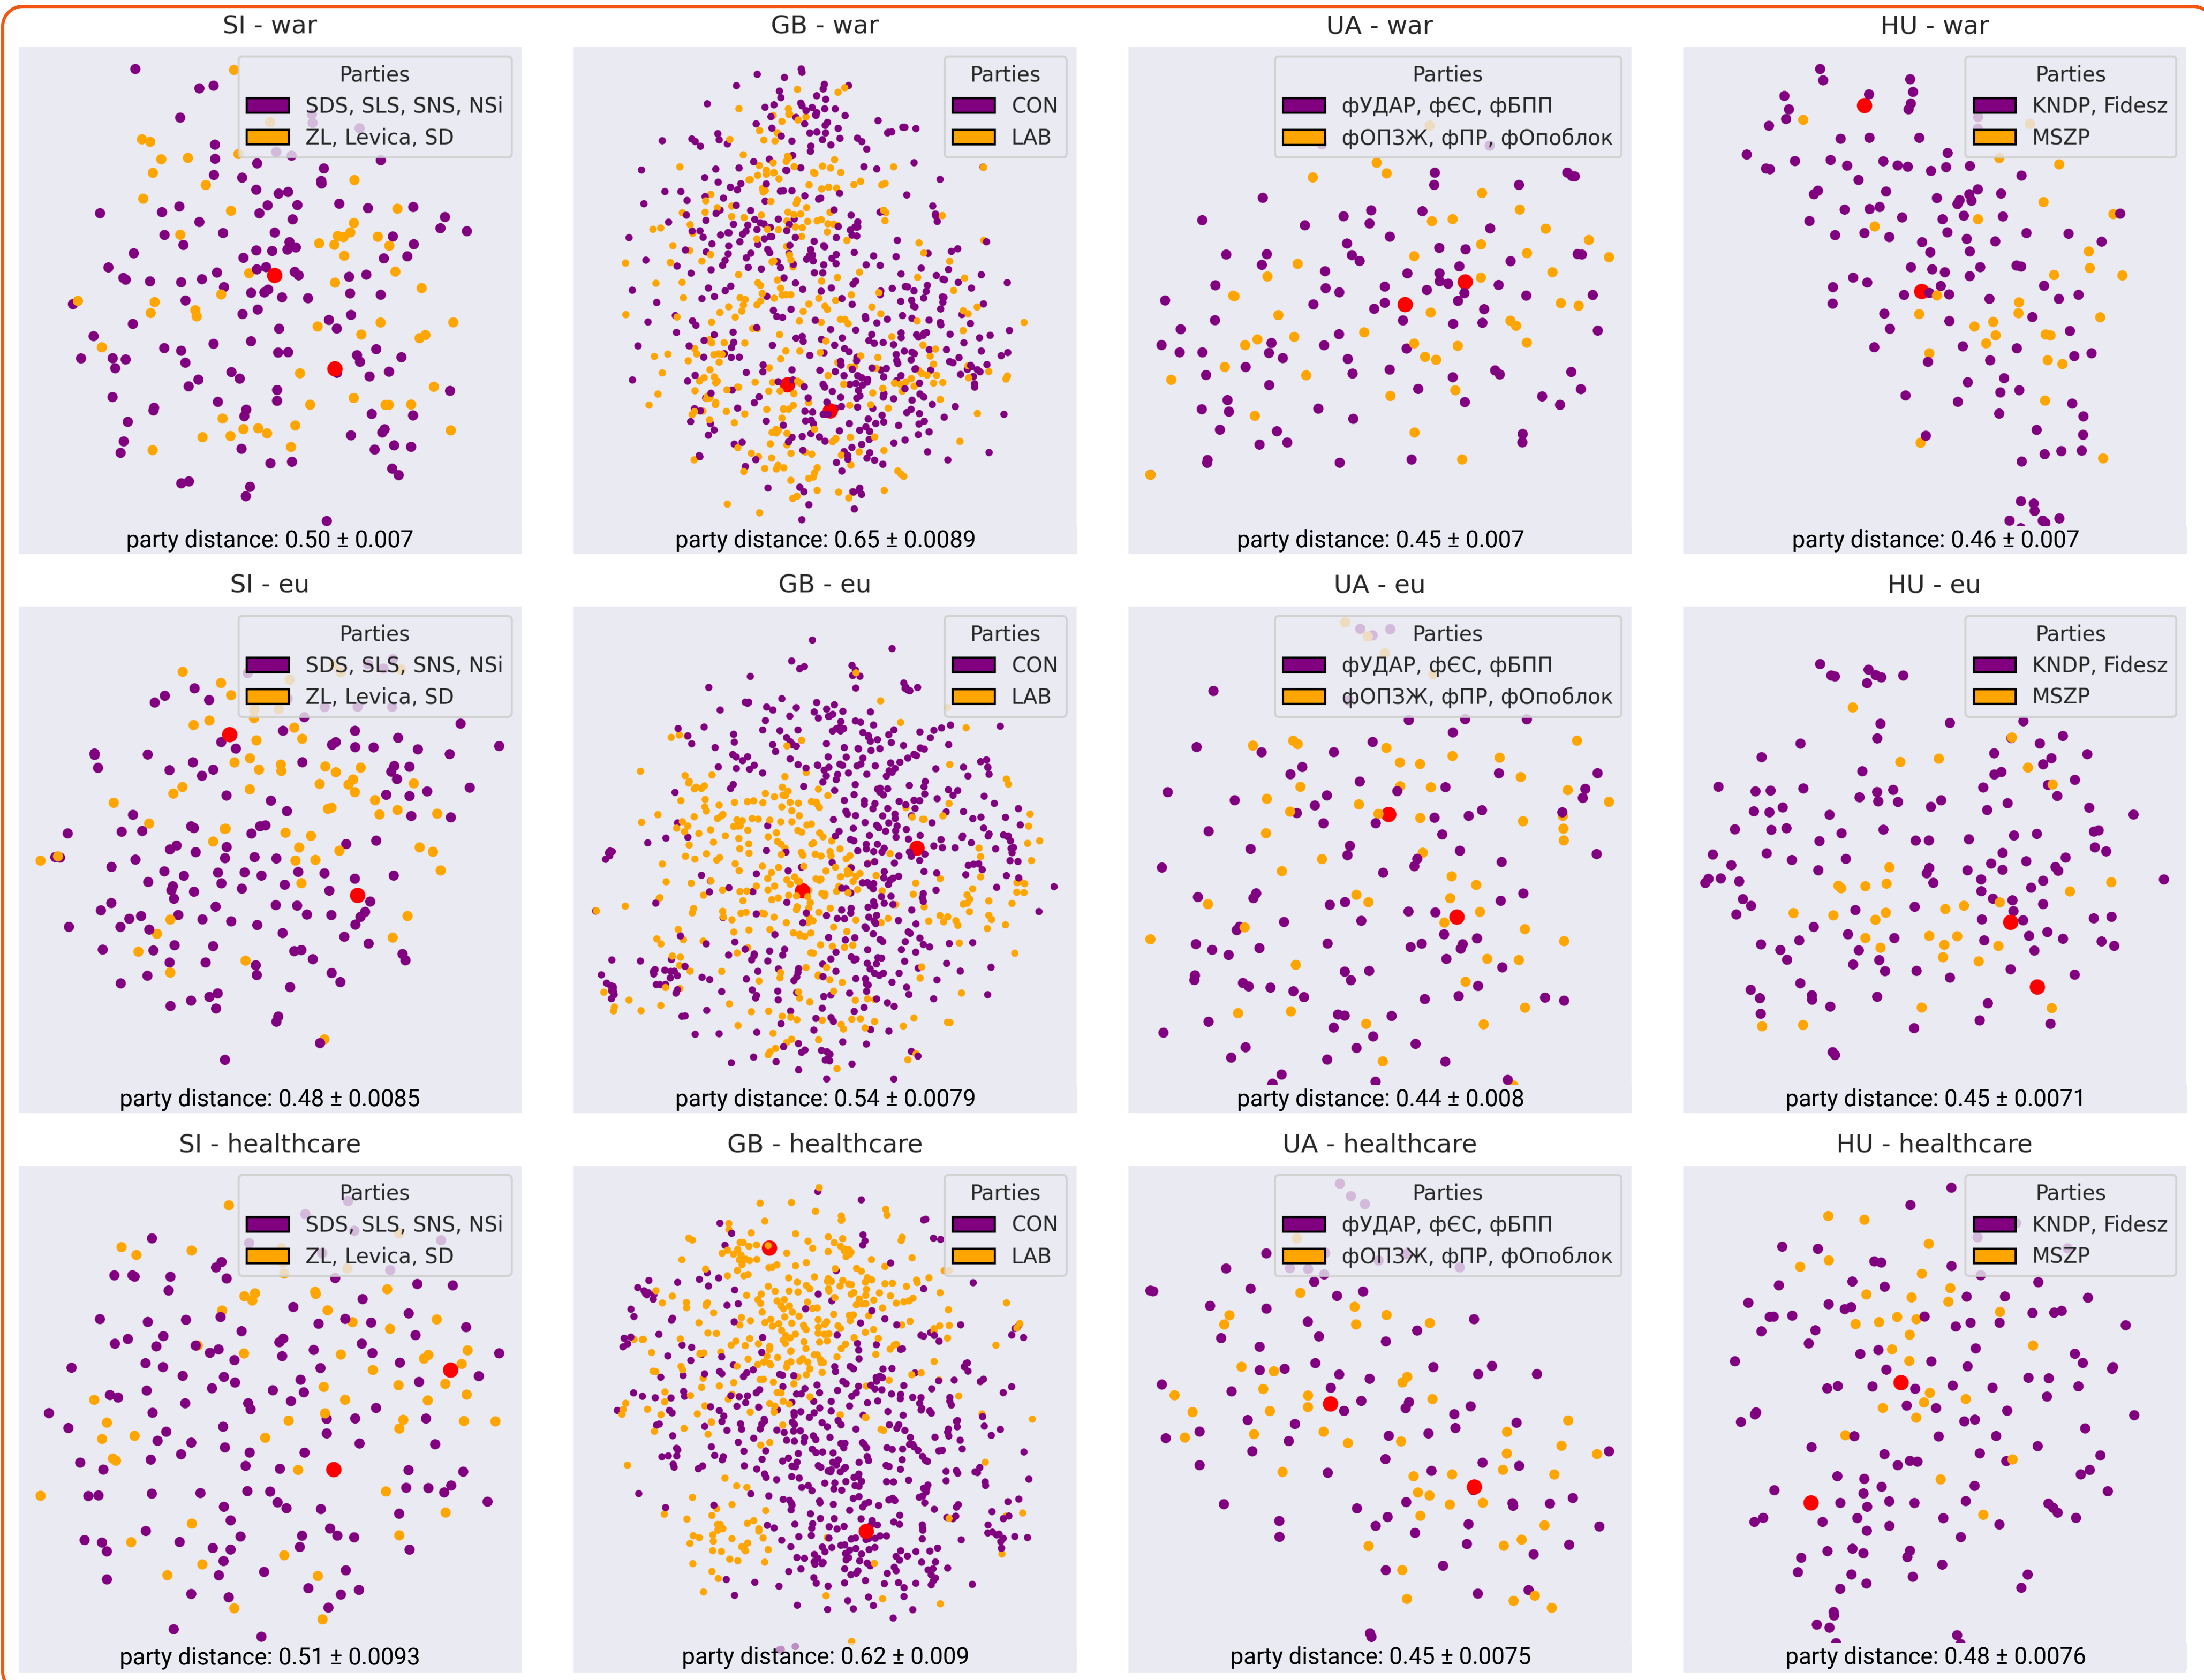 SI - war
Parties
SDS, SLS, SNS, NSi
ZL, Levica, SD
party distance: 0.50 ± 0.007
GB - war
Parties
CON
LAB
party distance: 0.65 ± 0.0089
UA - war
Parties
фУДАР, фЄС, фБПП
фОПЗЖ, фПР, фОпоблок
party distance: 0.45 ± 0.007
HU - war
Parties
KNDP, Fidesz
MSZP
party distance: 0.46 ± 0.007
SI - eu
Parties
SDS, SLS, SNS, NSi
ZL, Levica, SD
party distance: 0.48 ± 0.0085
GB - eu
Parties
CON
LAB
party distance: 0.54 ± 0.0079
UA - eu
Parties
фУДАР, фЄС, фБПП
фОПЗЖ, фПР, фОпоблок
party distance: 0.44 ± 0.008
HU - eu
Parties
KNDP, Fidesz
MSZP
party distance: 0.45 ± 0.0071
SI - healthcare
Parties
SDS, SLS, SNS, NSi
ZL, Levica, SD
party distance: 0.51 ± 0.0093
GB - healthcare
Parties
CON
LAB
party distance: 0.62 ± 0.009
UA - healthcare
Parties
фУДАР, фЄС, фБПП
фОПЗЖ, фПР, фОпоблок
party distance: 0.45 ± 0.0075
HU - healthcare
Parties
KNDP, Fidesz
MSZP
party distance: 0.48 ± 0.0076